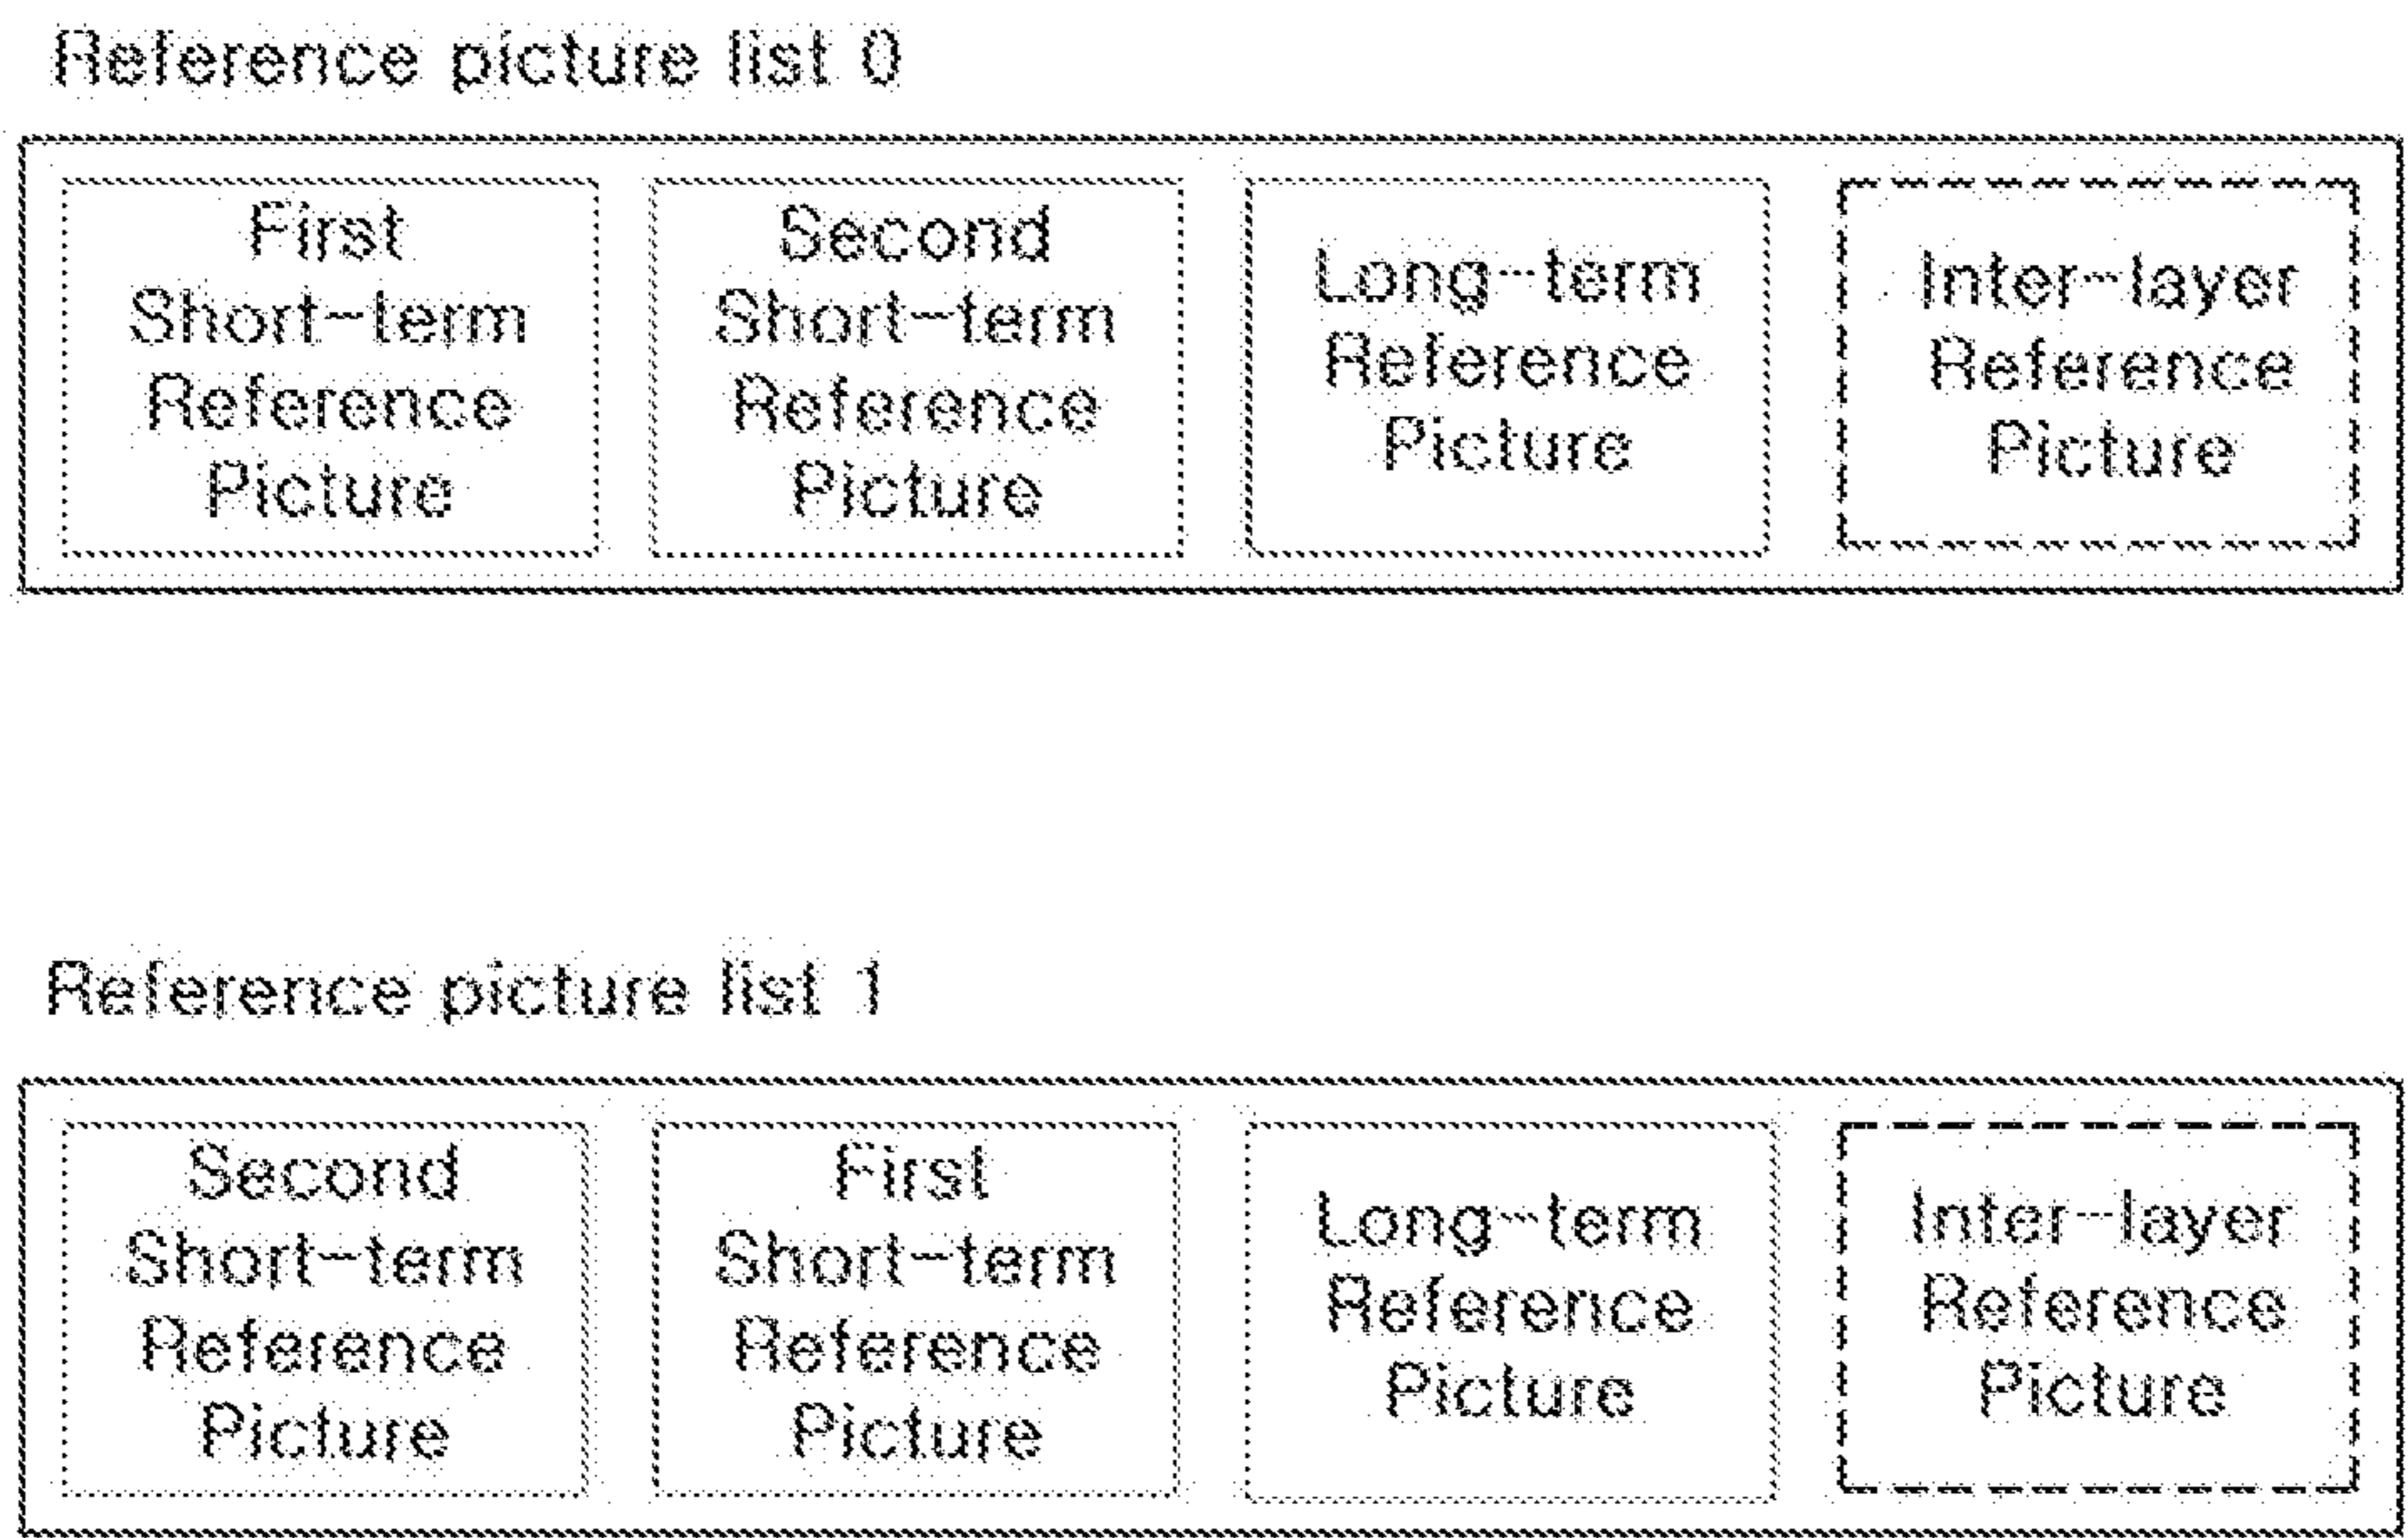 Reference picture list 0
First
Short-term
Reference
Picture
Second
Short-term
Reference
Picture
Long-term
Reference
Picture
Inter-layer
Reference
Picture
Reference picture list 1
Second
Short-term
Reference
Picture
First
Short-term
Reference
Picture
Long-term
Reference
Picture
Inter-layer
Reference
Picture